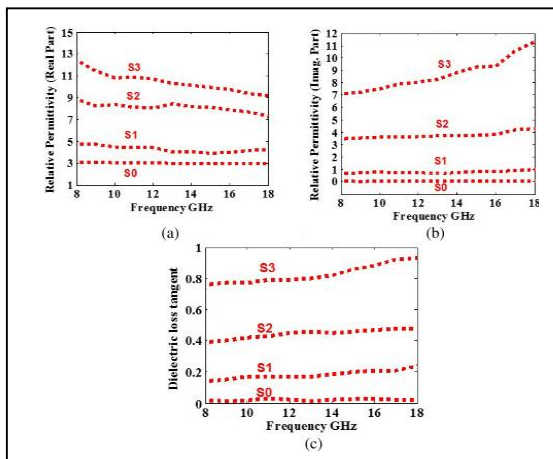 Relative Permittivity (Real Part)
15
13
11
9
7
5
3
1
S3
S2
S1
S0
8 10 12 14 16 18
Frequency GHz
(a)
Relative Permittivity (Imag. Part)
12
11
10
9
8
7
6
5
4
3
2
1
0
S3
S2
S1
S0
8 10 12 14 16 18
Frequency GHz
(b)
Dielectric loss tangent
1
0.8
0.6
0.4
0.2
0
S3
S2
S1
S0
8 10 12 14 16 18
Frequency GHz
(c)